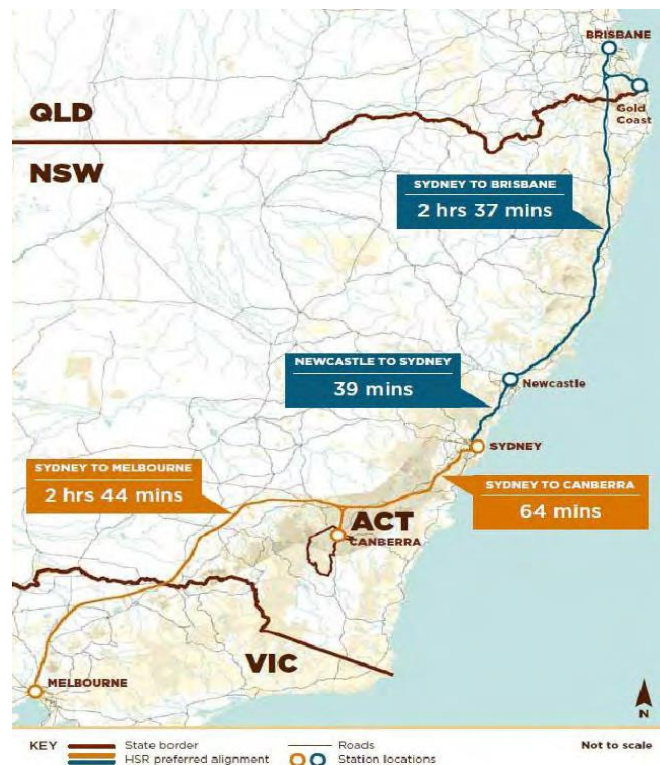 BRISBANE
QLD
Gold
Coast
NSW
SYDNEY TO BRISBANE
2 hrs 37 mins
NEWCASTLE TO SYDNEY
39 mins
Newcastle
SYDNEY
SYDNEY TO MELBOURNE
2 hrs 44 mins
SYDNEY TO CANBERRA
64 mins
ACT
CANBERRA
VIC
MELBOURNE
N
KEY
State border
Roads
Not to scale
HSR preferred alignment
Station locations